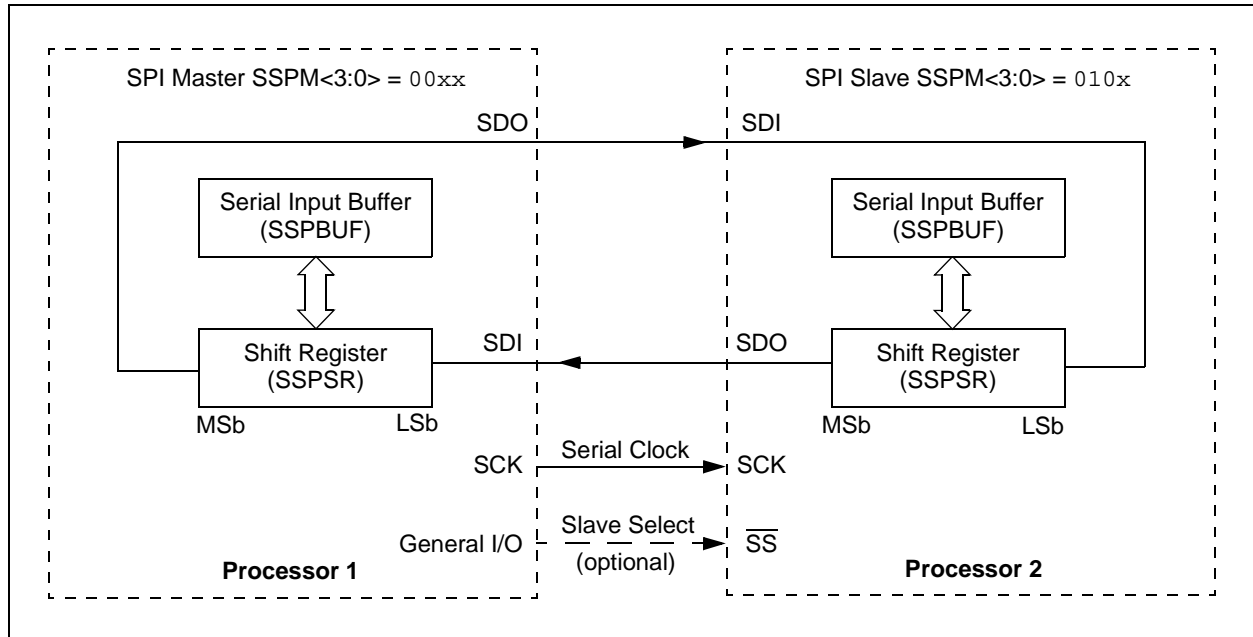 SPI Master SSPM<3:0> = 00xx
SDO
Serial Input Buffer
(SSPBUF)
Shift Register
(SSPSR)
MSb
LSb
SDI
SCK
General I/O
Processor 1
Serial Clock
Slave Select
(optional)
SPI Slave SSPM<3:0> = 010x
SDI
Serial Input Buffer
(SSPBUF)
SDO
Shift Register
(SSPSR)
MSb
LSb
SCK
S̅S̅
Processor 2